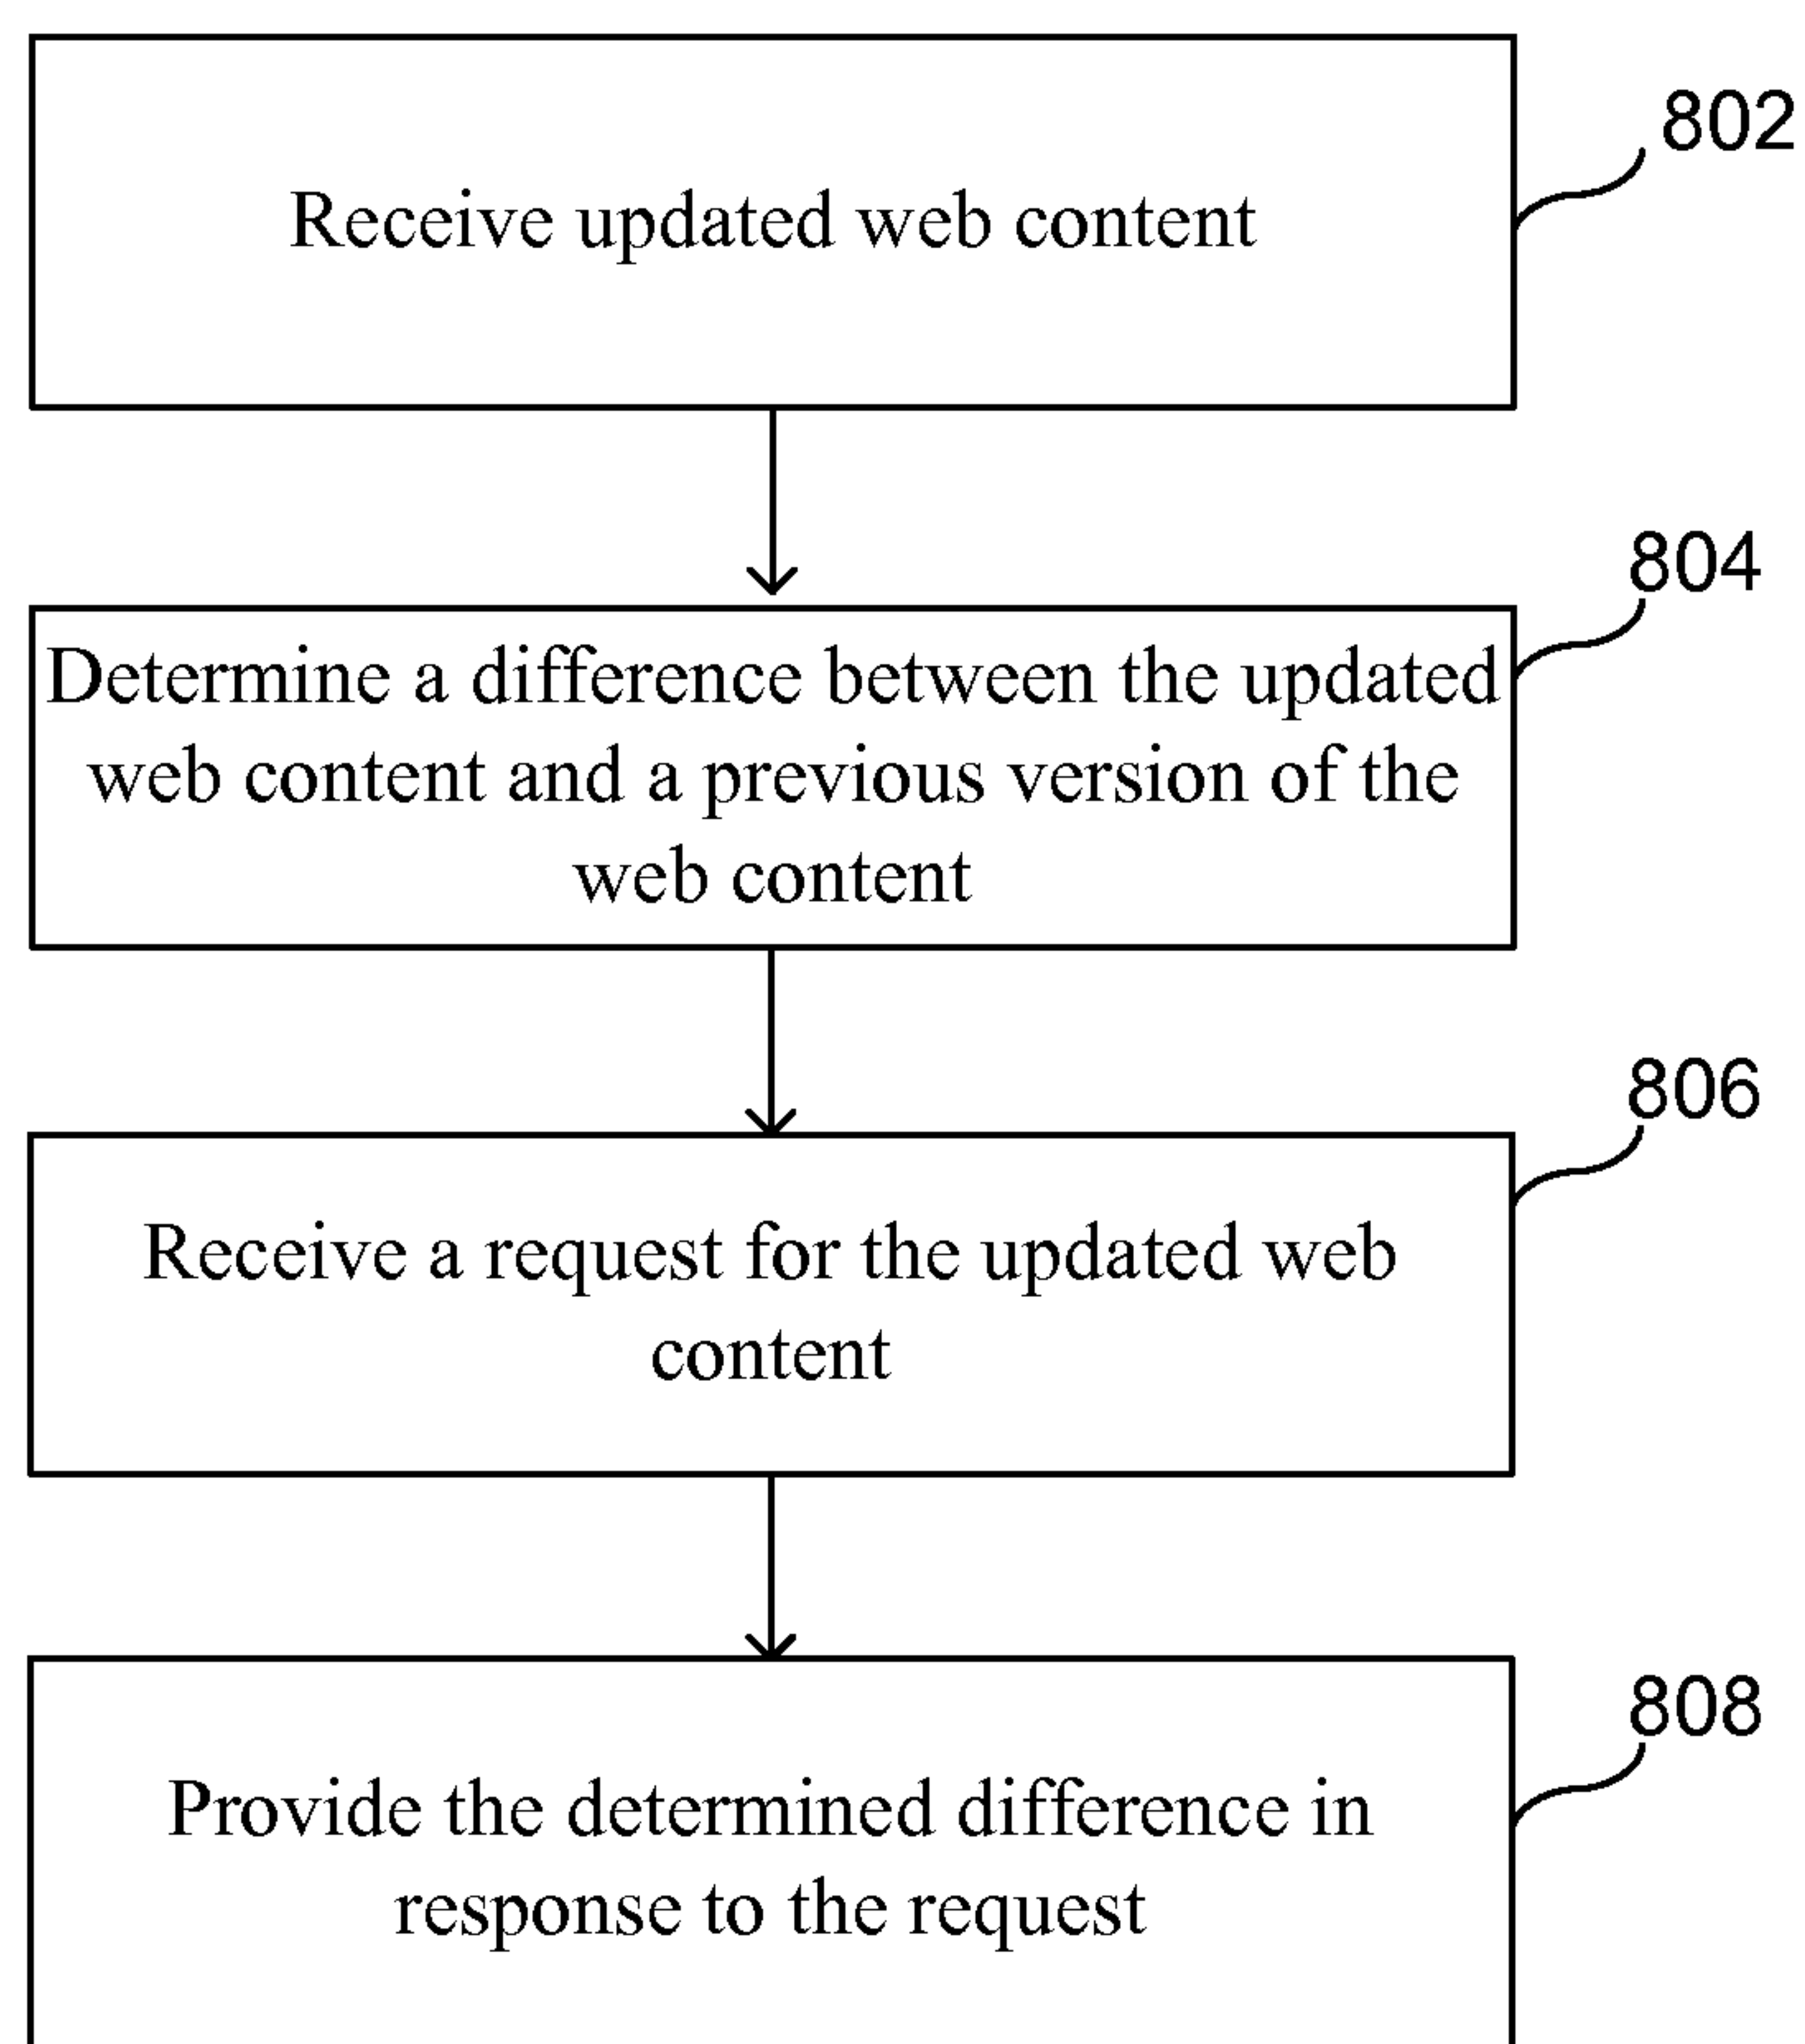 802
Receive updated web content
804
Determine a difference between the updated
web content and a previous version of the
web content
806
Receive a request for the updated web
content
808
Provide the determined difference in
response to the request